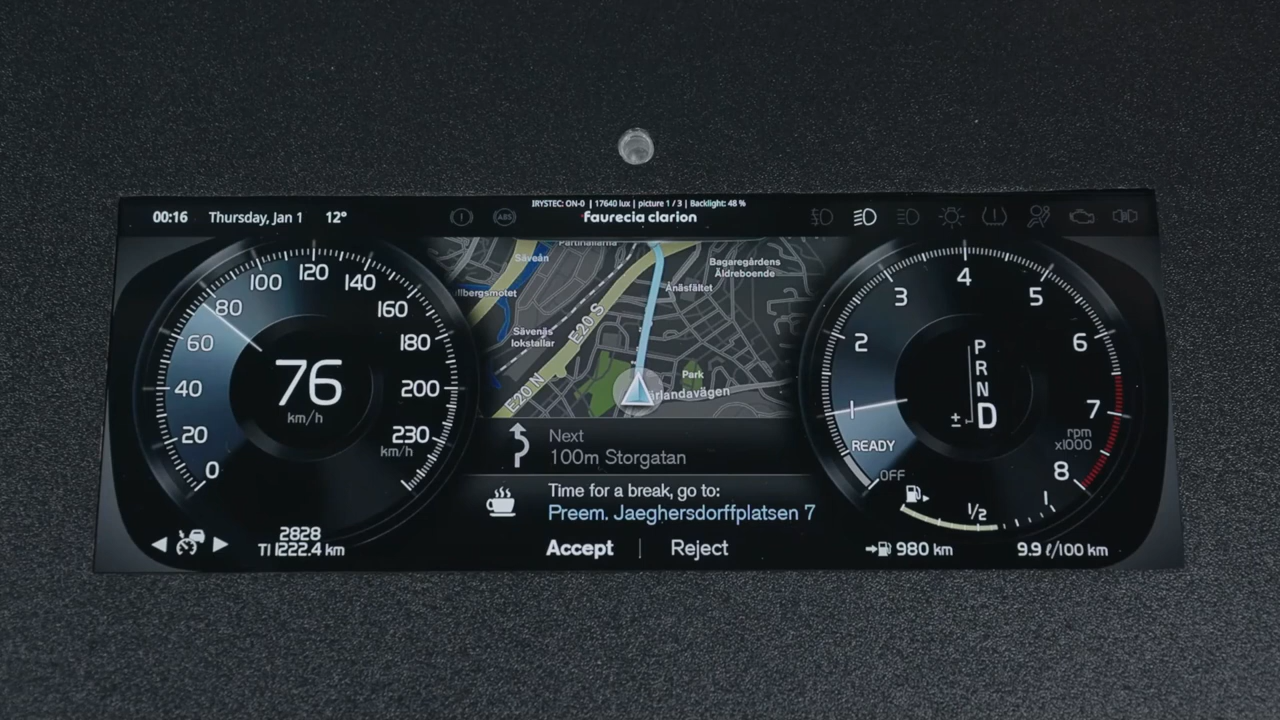 IRYSTEC: ON-0 | 17640 lux | picture 1 / 3 | Backlight: 48 %
00:16 Thursday, Jan 1 12°
ABS
faurecia clarion
0
20
40
60
80
100
120
140
160
180
200
230
km/h
76
km/h
Säveån
Bagaregårdens
Äldreboende
Ånäsfältet
llbergsmotet
Sävenäs
lokstallar
E20 S
E20 N
Park
örlandavägen
Next
100m Storgatan
Time for a break, go to:
Preem. Jaeghersdorffplatsen 7
Accept | Reject
OFF
READY
1
2
3
4
5
6
7
8
rpm
x1000
P
R
N
± D
1/2
2828
TI 1222.4 km
980 km
9.9 ℓ/100 km